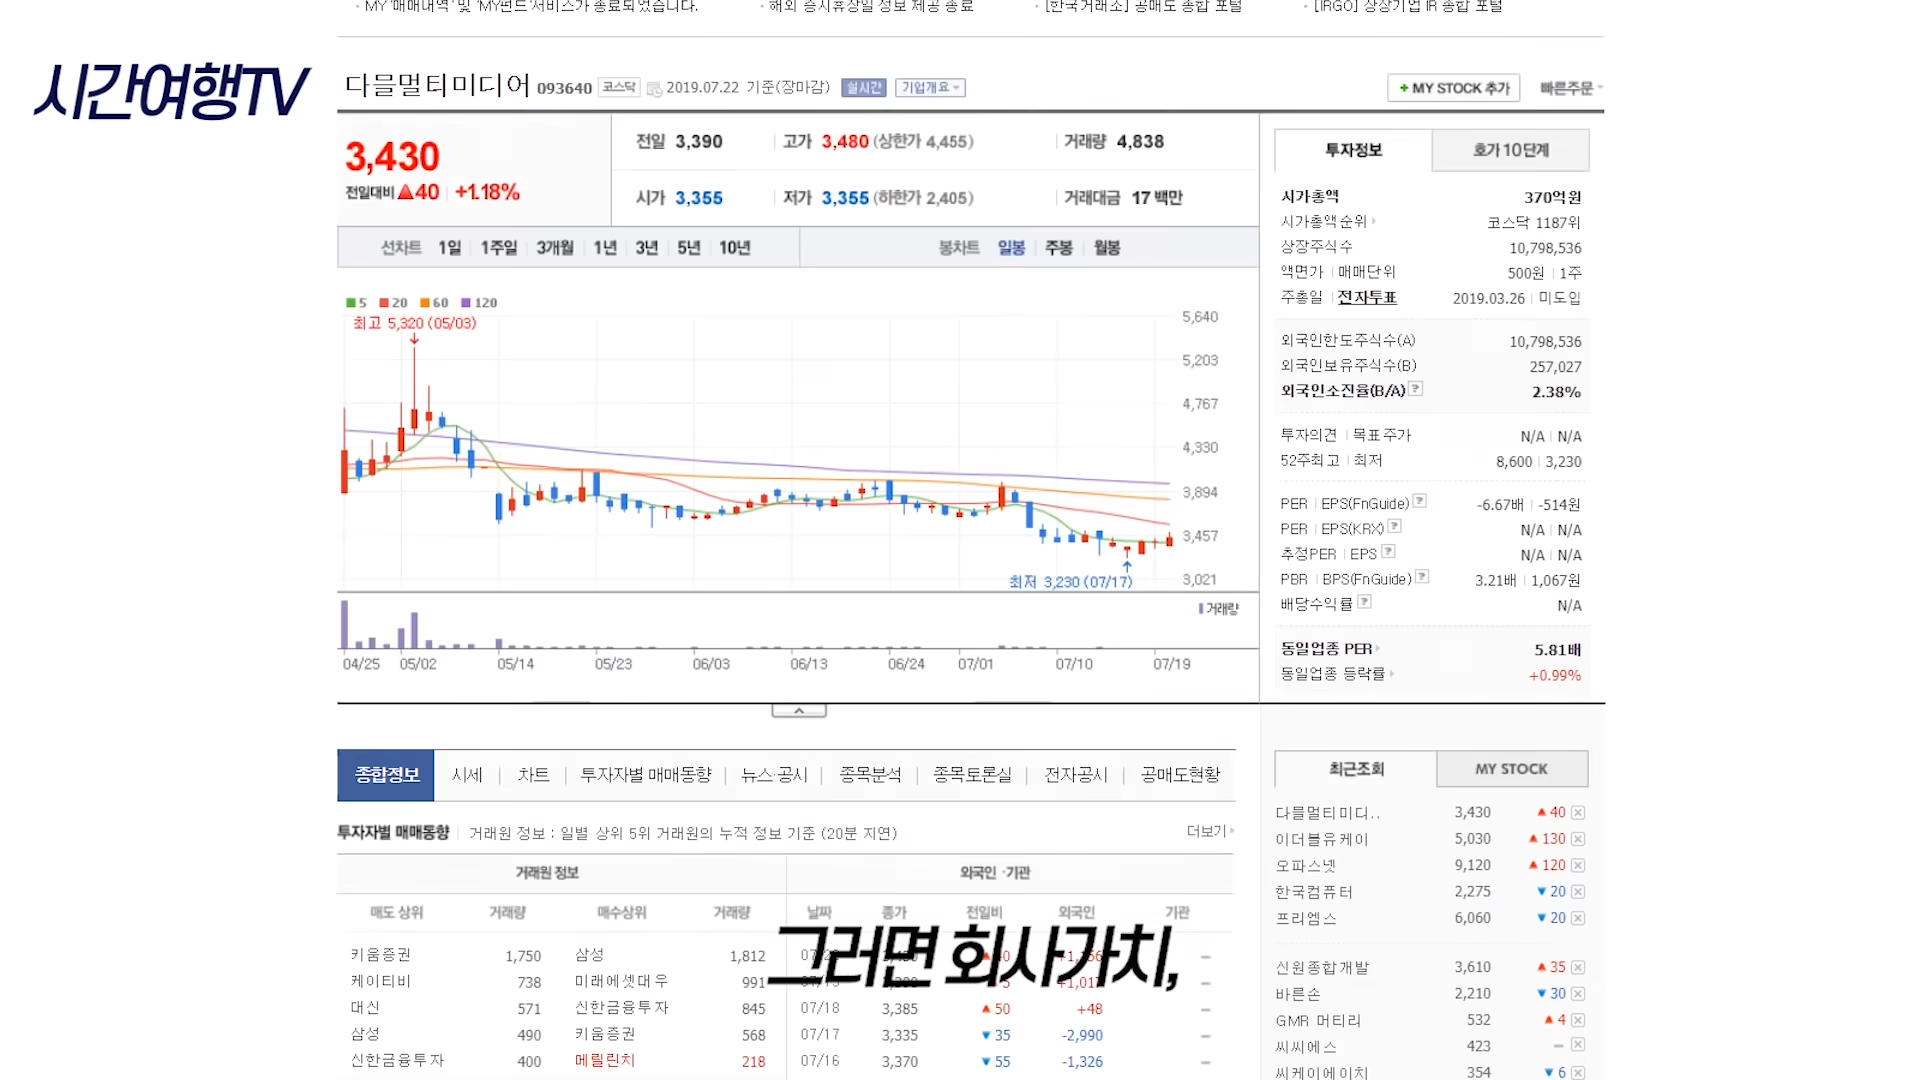 · MY '매매내역' 및 'MY펀드'서비스가 종료되었습니다. · 해외 증시휴장일 정보 제공 종료 · [한국거래소] 공매도 종합 포털 · [IRGO] 상장기업 IR 종합 포털
시간여행TV
다믈멀티미디어 093640 코스닥 2019.07.22 기준(장마감) 실시간 기업개요
+ MY STOCK 추가 빠른주문
3,430
전일대비 ▲40 +1.18%
전일 3,390 고가 3,480 (상한가 4,455) 거래량 4,838
시가 3,355 저가 3,355 (하한가 2,405) 거래대금 17 백만
선차트 1일 1주일 3개월 1년 3년 5년 10년 봉차트 일봉 주봉 월봉
5 20 60 120
최고 5,320 (05/03)
5,640
5,203
4,767
4,330
3,894
3,457
3,021
최저 3,230 (07/17)
거래량
04/25 05/02 05/14 05/23 06/03 06/13 06/24 07/01 07/10 07/19
투자정보 호가 10단계
시가총액 370억원
시가총액순위 코스닥 1187위
상장주식수 10,798,536
액면가 | 매매단위 500원 | 1주
주총일 | 전자투표 2019.03.26 | 미도입
외국인한도주식수(A) 10,798,536
외국인보유주식수(B) 257,027
외국인소진율(B/A) ? 2.38%
투자의견 | 목표주가 N/A | N/A
52주최고 | 최저 8,600 | 3,230
PER | EPS(FnGuide) ? -6.67배 | -514원
PER | EPS(KRX) ? N/A | N/A
추정PER | EPS ? N/A | N/A
PBR | BPS(FnGuide) ? 3.21배 | 1,067원
배당수익률 ? N/A
동일업종 PER 5.81배
동일업종 등락률 +0.99%
종합정보 시세 | 차트 | 투자자별 매매동향 | 뉴스·공시 | 종목분석 | 종목토론실 | 전자공시 | 공매도현황
투자자별 매매동향 거래원 정보 : 일별 상위 5위 거래원의 누적 정보 기준 (20분 지연) 더보기
거래원 정보 외국인·기관
매도 상위 거래량 매수상위 거래량 날짜 종가 전일비 외국인 기관
키움증권 1,750 삼성 1,812 –
케이티비 738 미래에셋대우 991 –
대신 571 신한금융투자 845 07/18 3,385 ▲50 +48 –
삼성 490 키움증권 568 07/17 3,335 ▼35 -2,990 –
신한금융투자 400 메릴린치 218 07/16 3,370 ▼55 -1,326 –
그러면 회사가치,
최근조회 MY STOCK
다믈멀티미디.. 3,430 ▲40
이더블유케이 5,030 ▲130
오파스넷 9,120 ▲120
한국컴퓨터 2,275 ▼20
프리엠스 6,060 ▼20
신원종합개발 3,610 ▲35
바른손 2,210 ▼30
GMR 머티리 532 ▲4
씨씨에스 423 –
씨케이에이치 354 ▼6